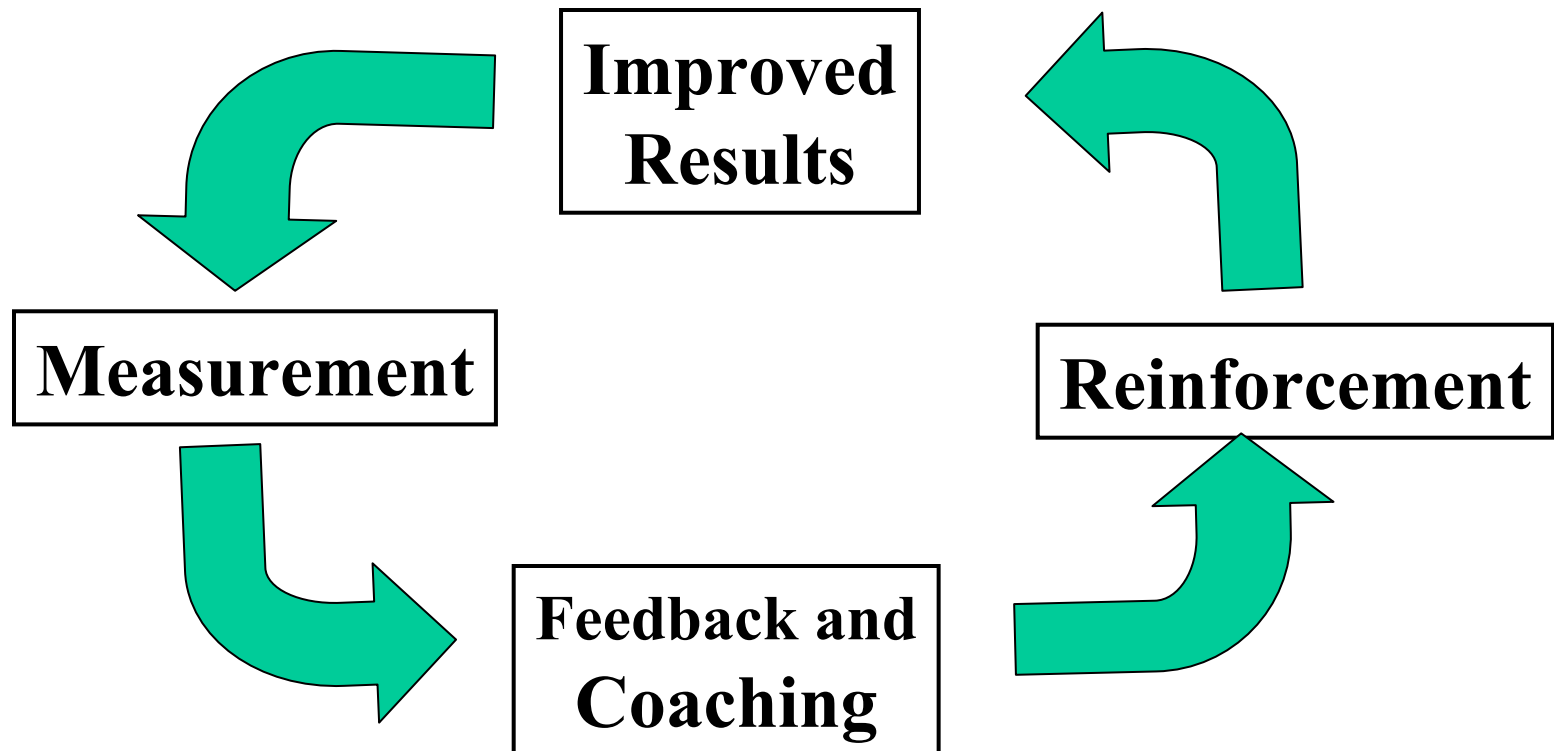 Improved
Results
Measurement
Reinforcement
Feedback and
Coaching